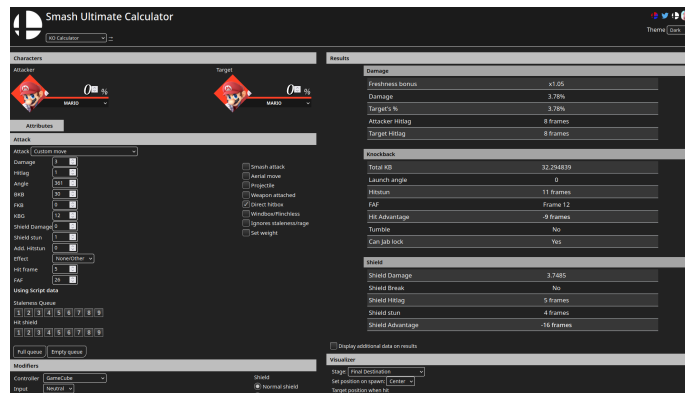 Smash Ultimate Calculator
KO Calculator
Theme Dark
Characters
Attacker
0 %
MARIO
Target
0 %
MARIO
Attributes
Attack
Attack Custom move
Damage 3
Hitlag 1
Angle 361
BKB 30
FKB 0
KBG 12
Shield Damage 0
Shield stun 1
Add. Hitstun 0
Effect None/Other
Hit frame 5
FAF 26
Smash attack
Aerial move
Projectile
Weapon attached
Direct hitbox
Windbox/Flinchless
Ignores staleness/rage
Set weight
Using Script data
Staleness Queue
1 2 3 4 5 6 7 8 9
Hit shield
1 2 3 4 5 6 7 8 9
Full queue Empty queue
Modifiers
Controller GameCube
Input Neutral
Shield
Normal shield
Results
Damage
Freshness bonus x1.05
Damage 3.78%
Target's % 3.78%
Attacker Hitlag 8 frames
Target Hitlag 8 frames
Knockback
Total KB 32.294839
Launch angle 0
Hitstun 11 frames
FAF Frame 12
Hit Advantage -9 frames
Tumble No
Can Jab lock Yes
Shield
Shield Damage 3.7485
Shield Break No
Shield Hitlag 5 frames
Shield stun 4 frames
Shield Advantage -16 frames
Display additional data on results
Visualizer
Stage: Final Destination
Set position on spawn: Center
Target position when hit